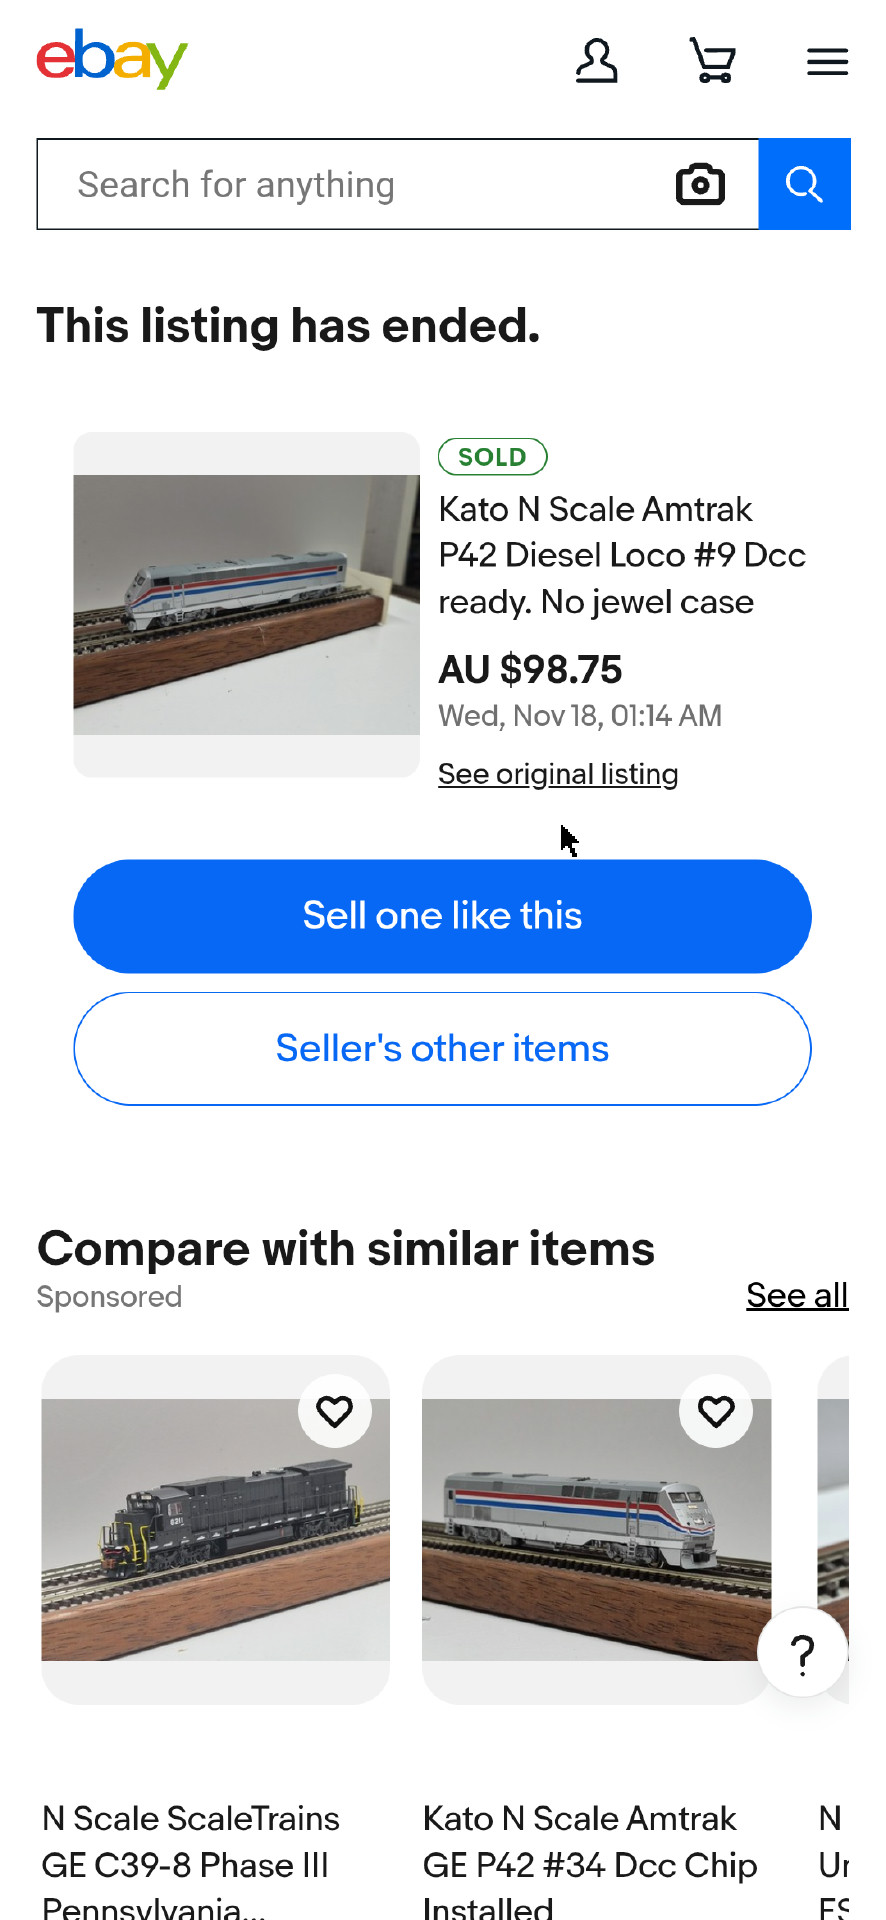 ebay
Search for anything
This listing has ended.
SOLD
Kato N Scale Amtrak
P42 Diesel Loco #9 Dcc
ready. No jewel case
AU $98.75
Wed, Nov 18, 01:14 AM
See original listing
Sell one like this
Seller's other items
Compare with similar items
Sponsored
See all
?
N Scale ScaleTrains
GE C39-8 Phase III
Pennsylvania...
Kato N Scale Amtrak
GE P42 #34 Dcc Chip
Installed
N